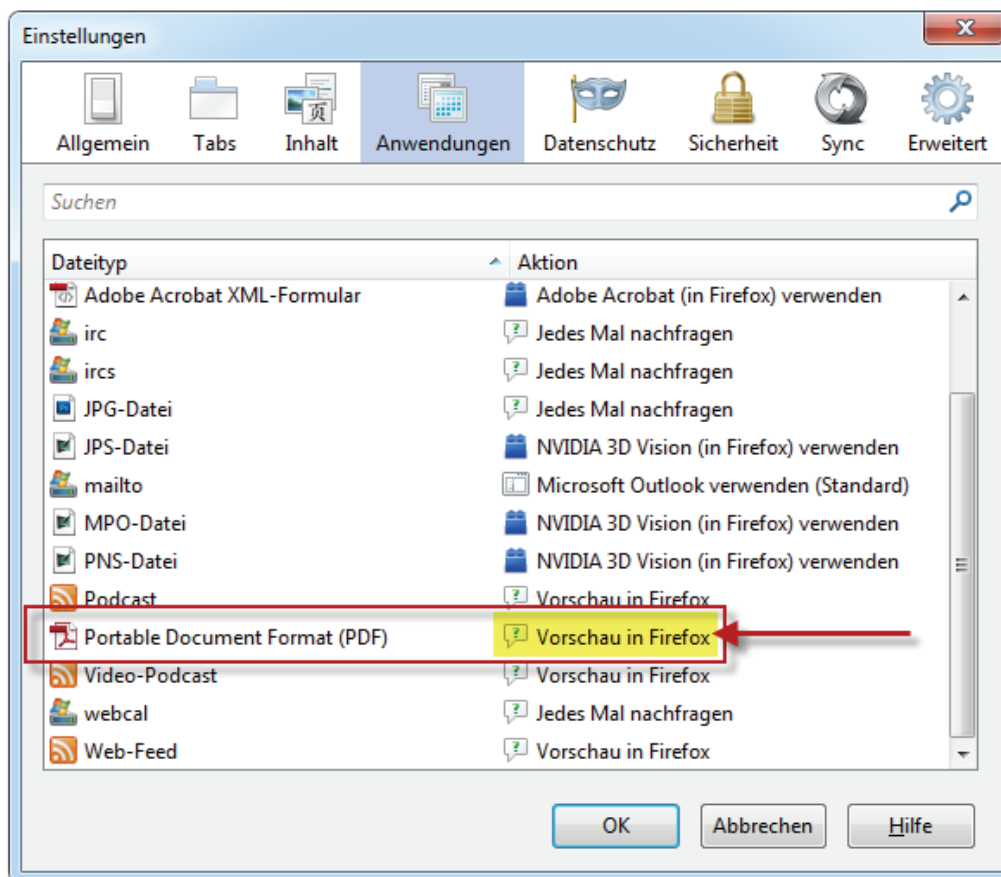 Einstellungen
Allgemein Tabs Inhalt Anwendungen Datenschutz Sicherheit Sync Erweitert
Suchen
Dateityp Aktion
Adobe Acrobat XML-Formular Adobe Acrobat (in Firefox) verwenden
irc Jedes Mal nachfragen
ircs Jedes Mal nachfragen
JPG-Datei Jedes Mal nachfragen
JPS-Datei NVIDIA 3D Vision (in Firefox) verwenden
mailto Microsoft Outlook verwenden (Standard)
MPO-Datei NVIDIA 3D Vision (in Firefox) verwenden
PNS-Datei NVIDIA 3D Vision (in Firefox) verwenden
Podcast Vorschau in Firefox
Portable Document Format (PDF) Vorschau in Firefox
Video-Podcast Vorschau in Firefox
webcal Jedes Mal nachfragen
Web-Feed Vorschau in Firefox
OK Abbrechen Hilfe